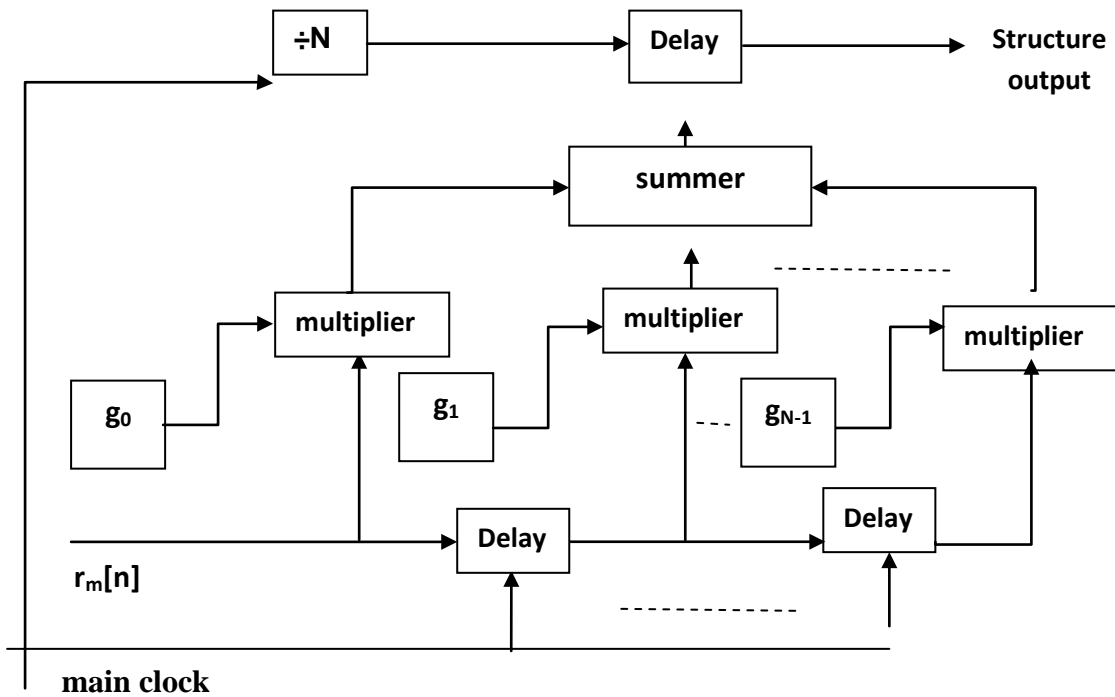 ÷N
Delay
Structure
output
summer
multiplier
multiplier
multiplier
g₀
g₁
gN-1
Delay
Delay
rₘ[n]
main clock